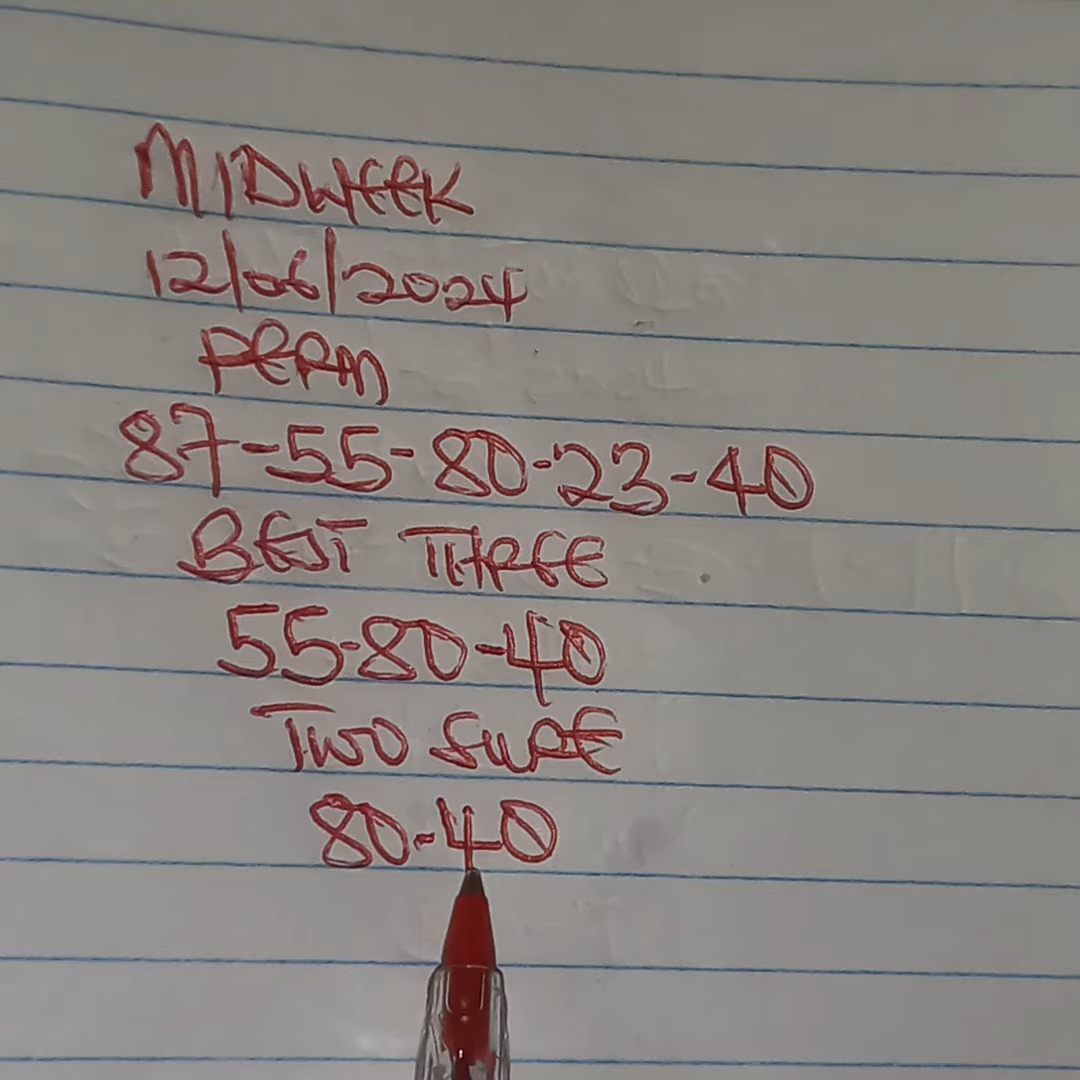 MIDWEEK
12/06/2024
PERM
87-55-80-23-40
BEST THREE
55-80-40
TWO SURE
80-40